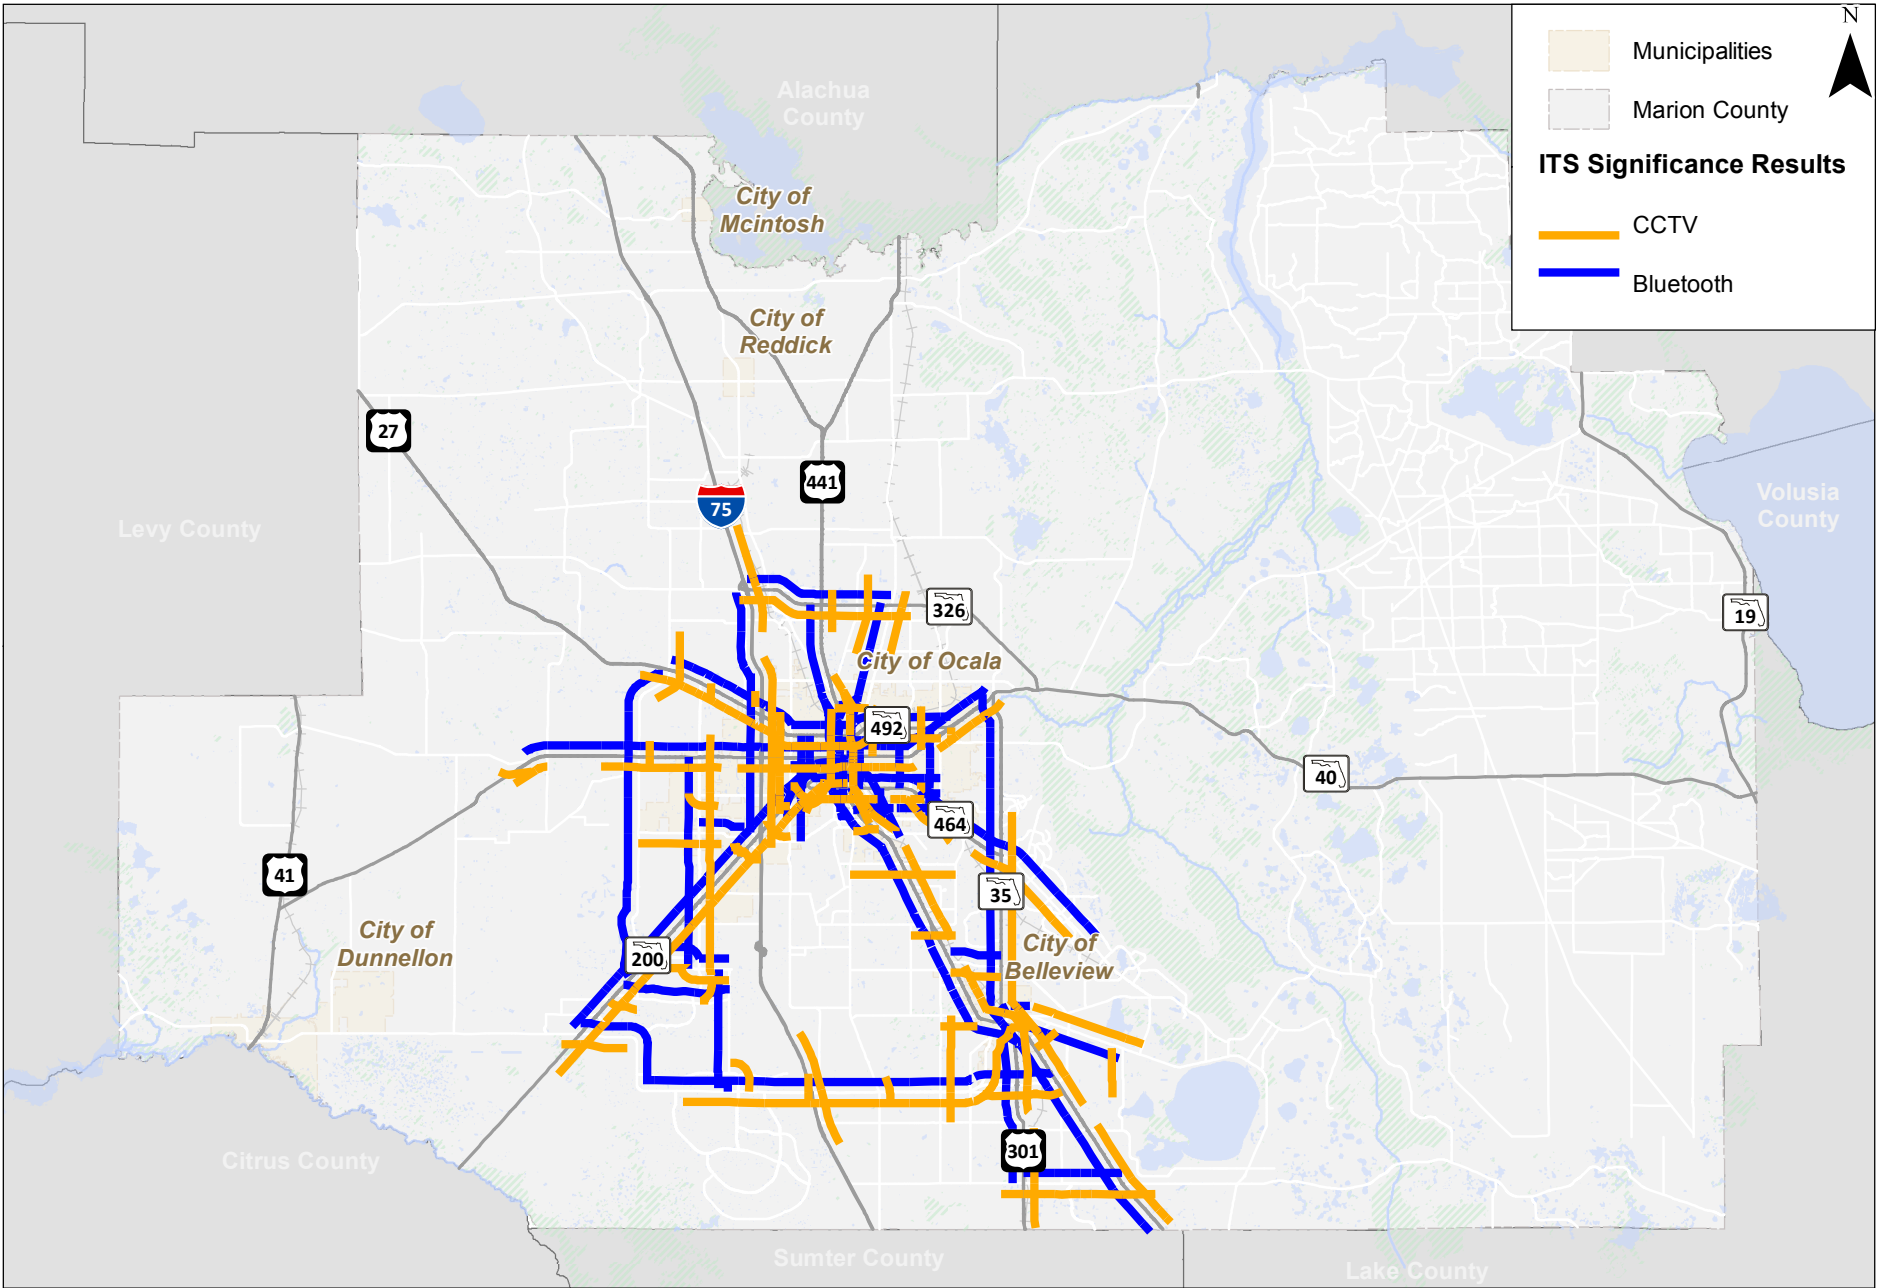 N
Municipalities
Marion County
ITS Significance Results
CCTV
Bluetooth
Alachua
County
City of
Mcintosh
City of
Reddick
27
441
75
Levy County
Volusia
County
326
19
City of Ocala
492
40
464
41
35
City of
Dunnellon
200
City of
Belleview
301
Citrus County
Sumter County
Lake County